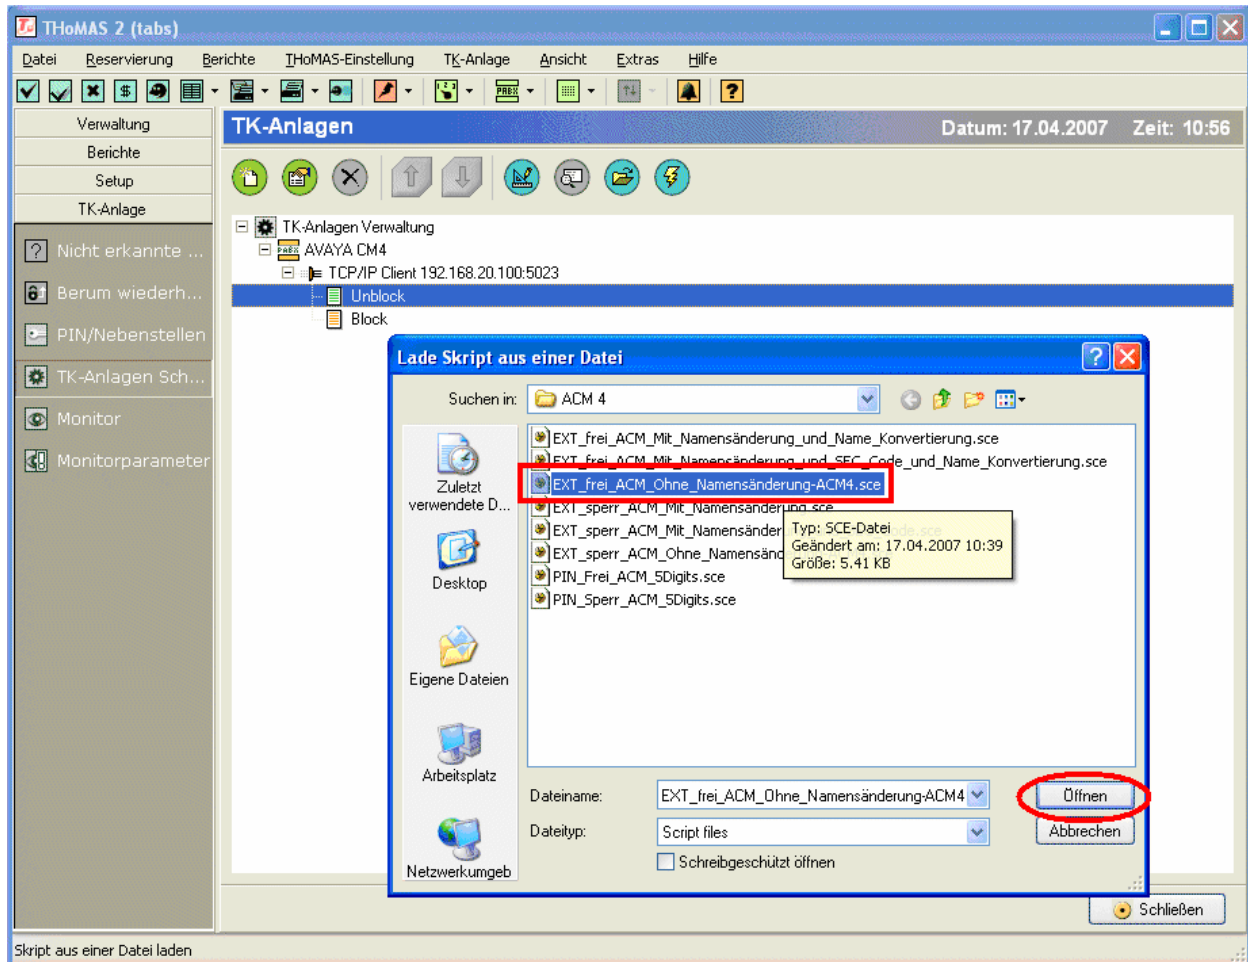 THoMAS 2 (tabs)
Datei Reservierung Berichte THoMAS-Einstellung TK-Anlage Ansicht Extras Hilfe
Verwaltung
Berichte
Setup
TK-Anlage
Nicht erkannte ...
Berum wiederh...
PIN/Nebenstellen
TK-Anlagen Sch...
Monitor
Monitorparameter
TK-Anlagen Datum: 17.04.2007 Zeit: 10:56
TK-Anlagen Verwaltung
PABX AVAYA CM4
TCP/IP Client 192.168.20.100:5023
Unblock
Block
Lade Skript aus einer Datei
Suchen in: ACM 4
Zuletzt
verwendete D...
Desktop
Eigene Dateien
Arbeitsplatz
Netzwerkumgeb
EXT_frei_ACM_Mit_Namensänderung_und_Name_Konvertierung.sce
EXT_frei_ACM_Mit_Namensänderung_und_SEC_Code_und_Name_Konvertierung.sce
EXT_frei_ACM_Ohne_Namensänderung-ACM4.sce
EXT_sperr_ACM_Mit_Namensänderung.sce
EXT_sperr_ACM_Mit_Namensänder
EXT_sperr_ACM_Ohne_Namensänd
PIN_Frei_ACM_5Digits.sce
PIN_Sperr_ACM_5Digits.sce
Typ: SCE-Datei
Geändert am: 17.04.2007 10:39
Größe: 5.41 KB
Dateiname: EXT_frei_ACM_Ohne_Namensänderung-ACM4 Öffnen
Dateityp: Script files Abbrechen
Schreibgeschützt öffnen
Schließen
Skript aus einer Datei laden